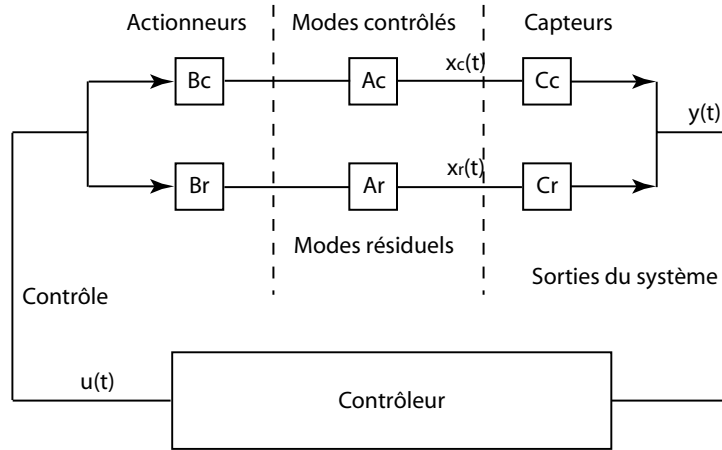 Actionneurs
Modes contrôlés
Capteurs
Bc
Ac
xc(t)
Cc
y(t)
Br
Ar
xr(t)
Cr
Modes résiduels
Sorties du système
Contrôle
u(t)
Contrôleur